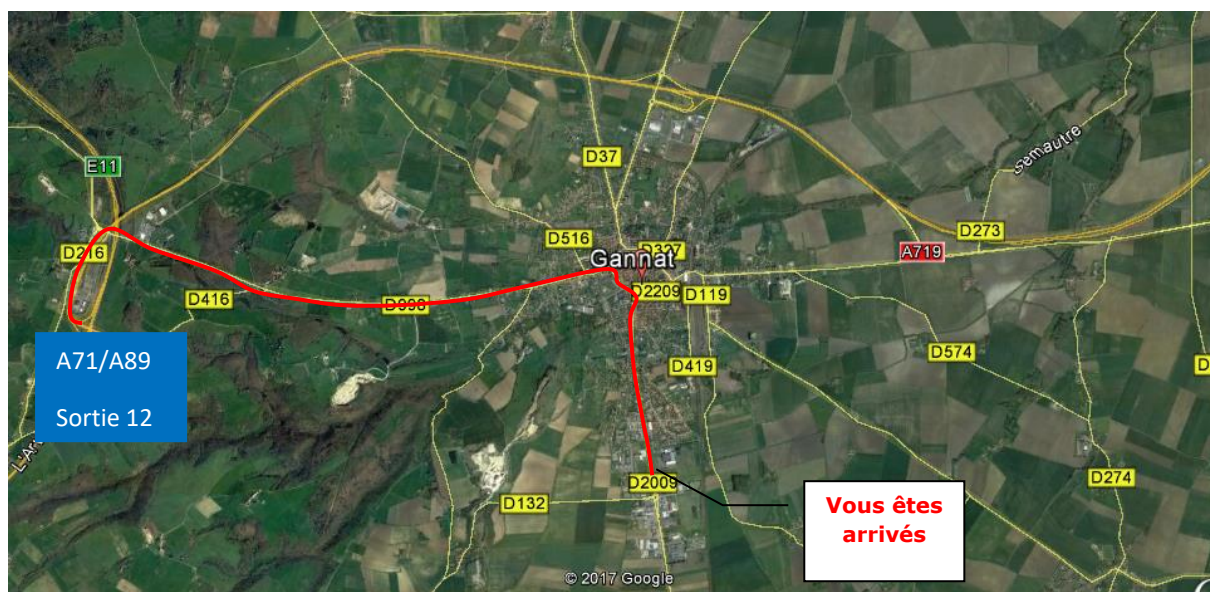 D37
E11
Semautre
D516
D216
D327
D273
Gannat
A719
D416
D2209
D119
D574
A71/A89
D419
Sortie 12
D2009
D274
D132
Vous êtes
arrivés
© 2017 Google